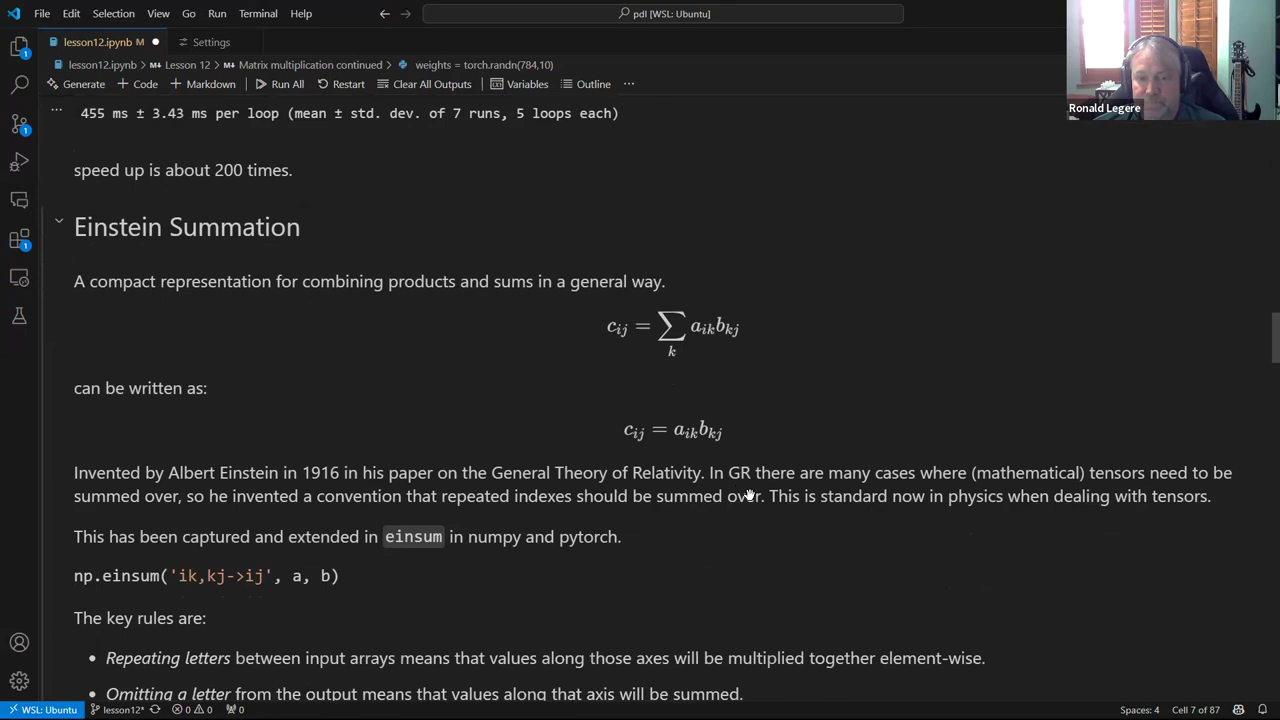 File Edit Selection View Go Run Terminal Help
pdl [WSL: Ubuntu]
lesson12.ipynb M
Settings
lesson12.ipynb > Lesson 12 > Matrix multiplication continued > weights = torch.randn(784,10)
Generate + Code + Markdown Run All Restart Clear All Outputs Variables Outline ...
Ronald Legere
455 ms ± 3.43 ms per loop (mean ± std. dev. of 7 runs, 5 loops each)
speed up is about 200 times.
Einstein Summation
A compact representation for combining products and sums in a general way.
c_{ij} = ∑_k a_{ik}b_{kj}
can be written as:
c_{ij} = a_{ik}b_{kj}
Invented by Albert Einstein in 1916 in his paper on the General Theory of Relativity. In GR there are many cases where (mathematical) tensors need to be
summed over, so he invented a convention that repeated indexes should be summed over. This is standard now in physics when dealing with tensors.
This has been captured and extended in einsum in numpy and pytorch.
np.einsum('ik,kj->ij', a, b)
The key rules are:
• Repeating letters between input arrays means that values along those axes will be multiplied together element-wise.
• Omitting a letter from the output means that values along that axis will be summed.
1
1
WSL: Ubuntu lesson12* 0 0 0 Spaces: 4 Cell 7 of 87